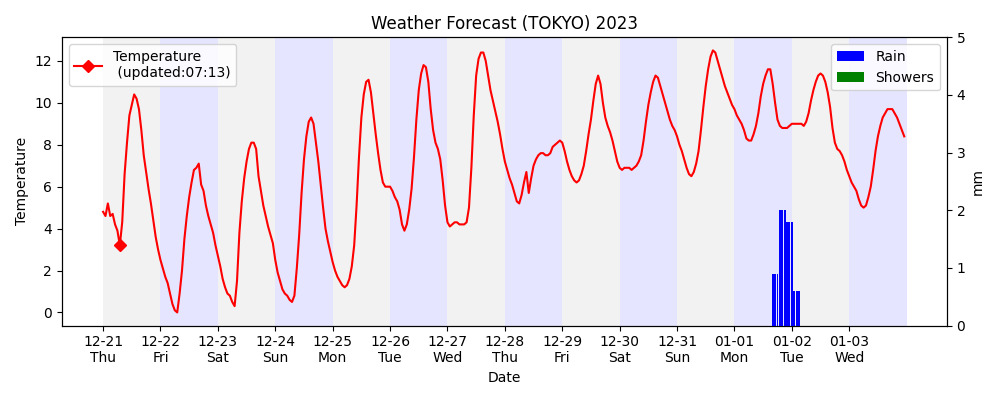 Weather Forecast (TOKYO) 2023
Temperature
(updated:07:13)
Rain
Showers
Temperature
12
10
8
6
4
2
0
5
4
3
2
1
0
mm
12-21 12-22 12-23 12-24 12-25 12-26 12-27 12-28 12-29 12-30 12-31 01-01 01-02 01-03
Thu Fri Sat Sun Mon Tue Wed Thu Fri Sat Sun Mon Tue Wed
Date